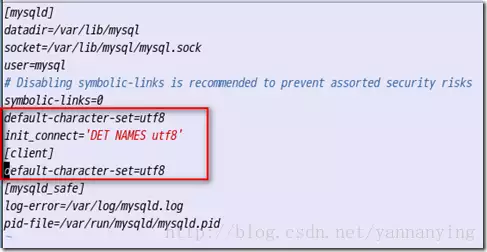 [mysqld]
datadir=/var/lib/mysql
socket=/var/lib/mysql/mysql.sock
user=mysql
# Disabling symbolic-links is recommended to prevent assorted security risks
symbolic-links=0
default-character-set=utf8
init_connect='DET NAMES utf8'
[client]
default-character-set=utf8
[mysqld_safe]
log-error=/var/log/mysqld.log
pid-file=/var/run/mysqld/mysqld.pid
http://blog.csdn.net/yannanying